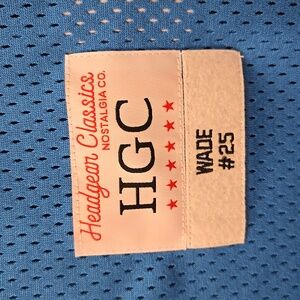 Headgear Classics
NOSTALGIA CO.
HGC
WADE
#25